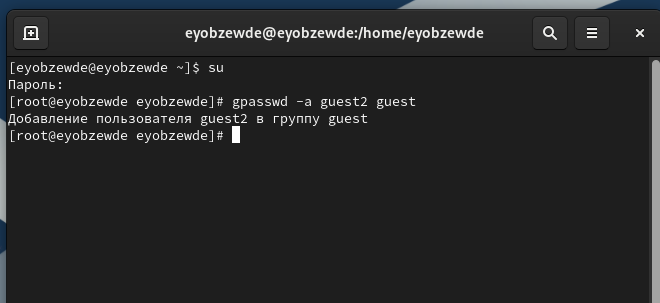 eyobzewde@eyobzewde:/home/eyobzewde
[eyobzewde@eyobzewde ~]$ su
Пароль:
[root@eyobzewde eyobzewde]# gpasswd -a guest2 guest
Добавление пользователя guest2 в группу guest
[root@eyobzewde eyobzewde]#